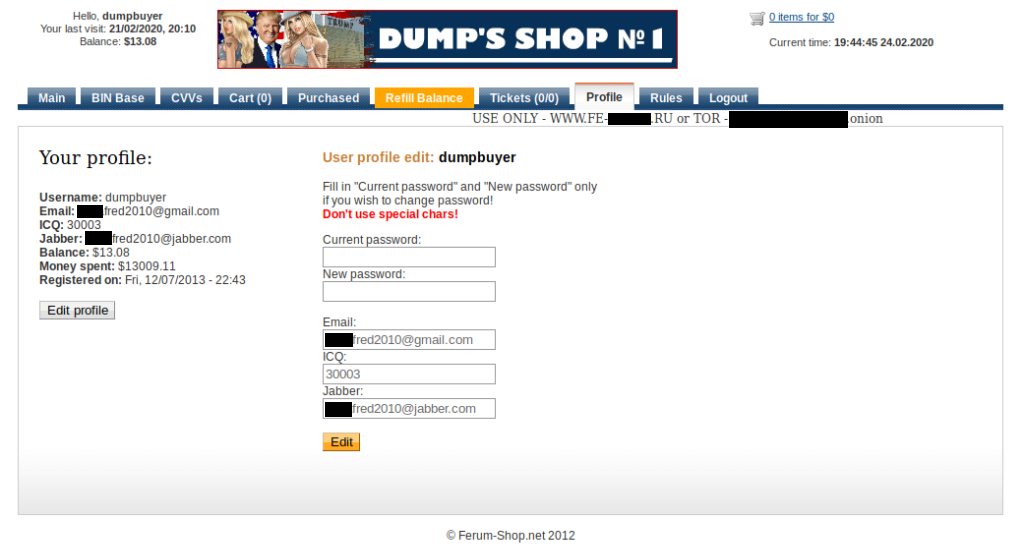 Hello, dumpbuyer
Your last visit: 21/02/2020, 20:10
Balance: $13.08
DUMP'S SHOP № 1
0 items for $0
Current time: 19:44:45 24.02.2020
Main BIN Base CVVs Cart (0) Purchased Refill Balance Tickets (0/0) Profile Rules Logout
USE ONLY - WWW.FE-.RU or TOR - .onion
Your profile:
Username: dumpbuyer
Email: fred2010@gmail.com
ICQ: 30003
Jabber: fred2010@jabber.com
Balance: $13.08
Money spent: $13009.11
Registered on: Fri, 12/07/2013 - 22:43
Edit profile
User profile edit: dumpbuyer
Fill in "Current password" and "New password" only
if you wish to change password!
Don't use special chars!
Current password:
New password:
Email:
fred2010@gmail.com
ICQ:
30003
Jabber:
fred2010@jabber.com
Edit
© Ferum-Shop.net 2012